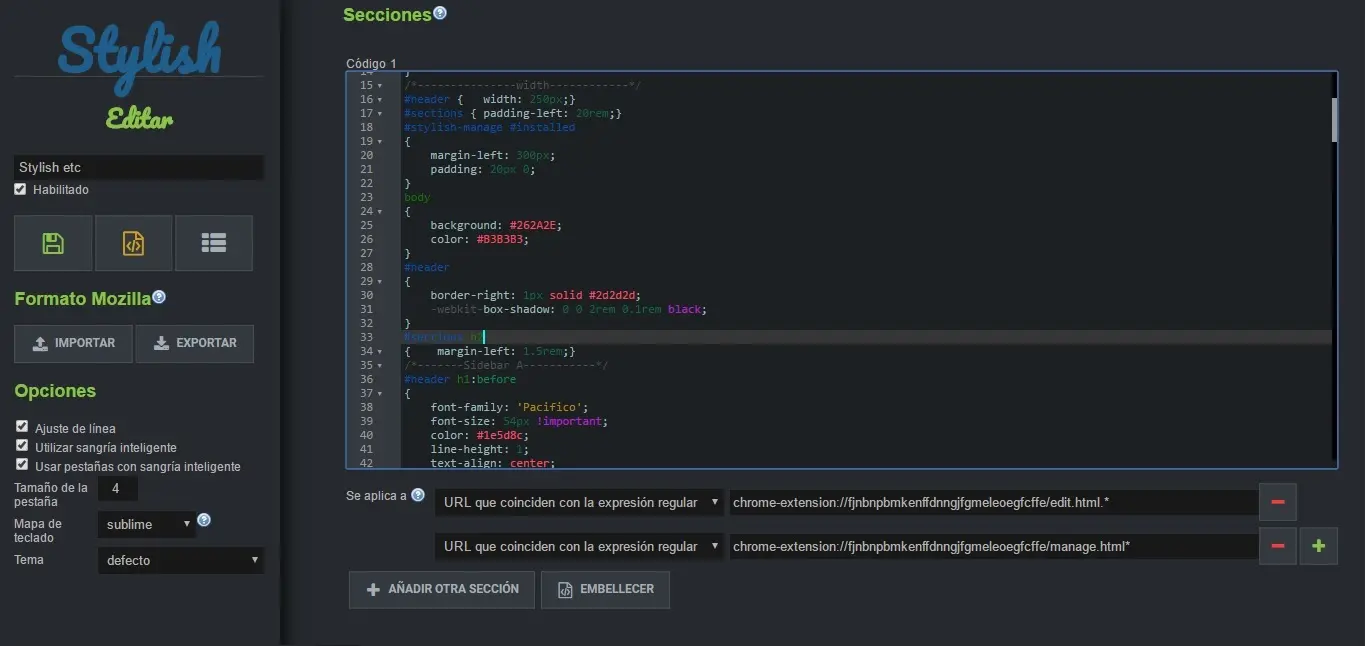 Stylish
Editar
Stylish etc
Habilitado
Formato Mozilla
IMPORTAR EXPORTAR
Opciones
Ajuste de línea
Utilizar sangría inteligente
Usar pestañas con sangría inteligente
Tamaño de la pestaña 4
Mapa de teclado sublime
Tema defecto
Secciones
Código 1
14 }
15 /*---------------width------------*/
16 #header {   width: 250px;}
17 #sections { padding-left: 20rem;}
18 #stylish-manage #installed
19 {
20     margin-left: 300px;
21     padding: 20px 0;
22 }
23 body
24 {
25     background: #262A2E;
26     color: #B3B3B3;
27 }
28 #header
29 {
30     border-right: 1px solid #2d2d2d;
31     -webkit-box-shadow: 0 0 2rem 0.1rem black;
32 }
33 #sections h
34 {    margin-left: 1.5rem;}
35 /*-------Sidebar A-----------*/
36 #header h1:before
37 {
38     font-family: 'Pacifico';
39     font-size: 54px !important;
40     color: #1e5d8c;
41     line-height: 1;
42     text-align: center;
Se aplica a URL que coinciden con la expresión regular chrome-extension://fjnbnpbmkenffdnngjfgmeleoegfcffe/edit.html.*
URL que coinciden con la expresión regular chrome-extension://fjnbnpbmkenffdnngjfgmeleoegfcffe/manage.html*
AÑADIR OTRA SECCIÓN EMBELLECER